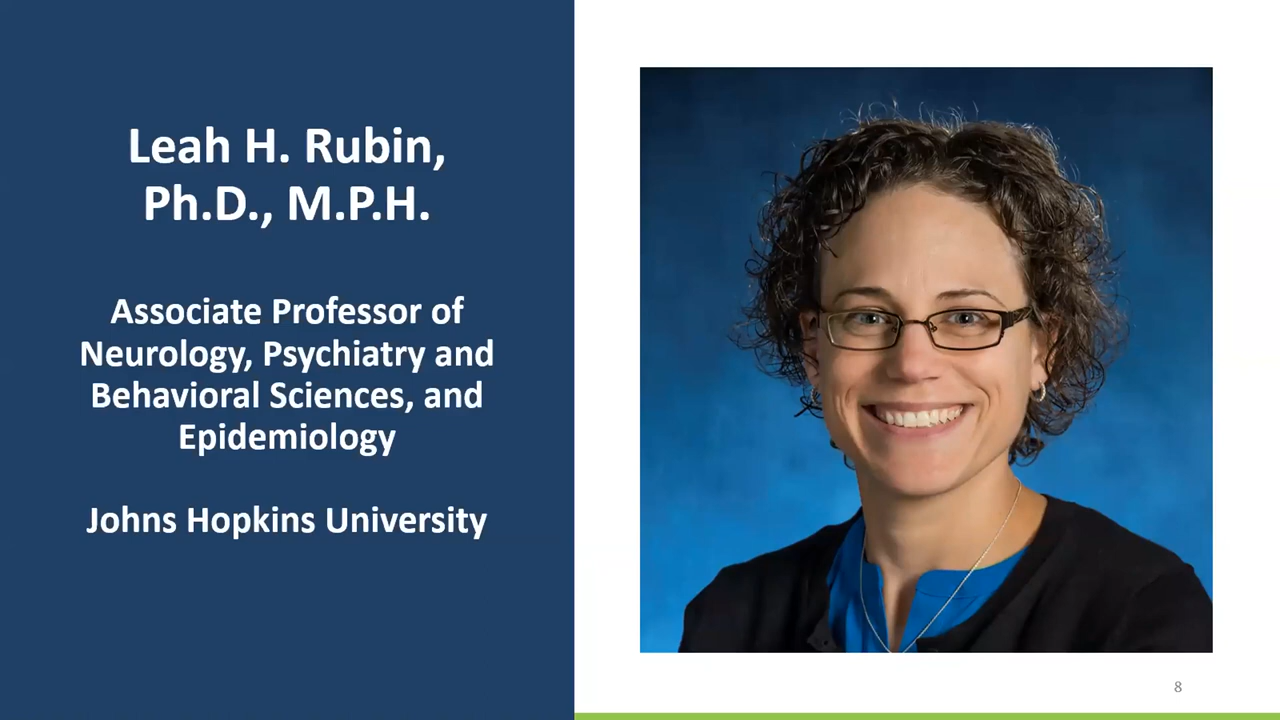 Leah H. Rubin,
Ph.D., M.P.H.
Associate Professor of
Neurology, Psychiatry and
Behavioral Sciences, and
Epidemiology
Johns Hopkins University
8